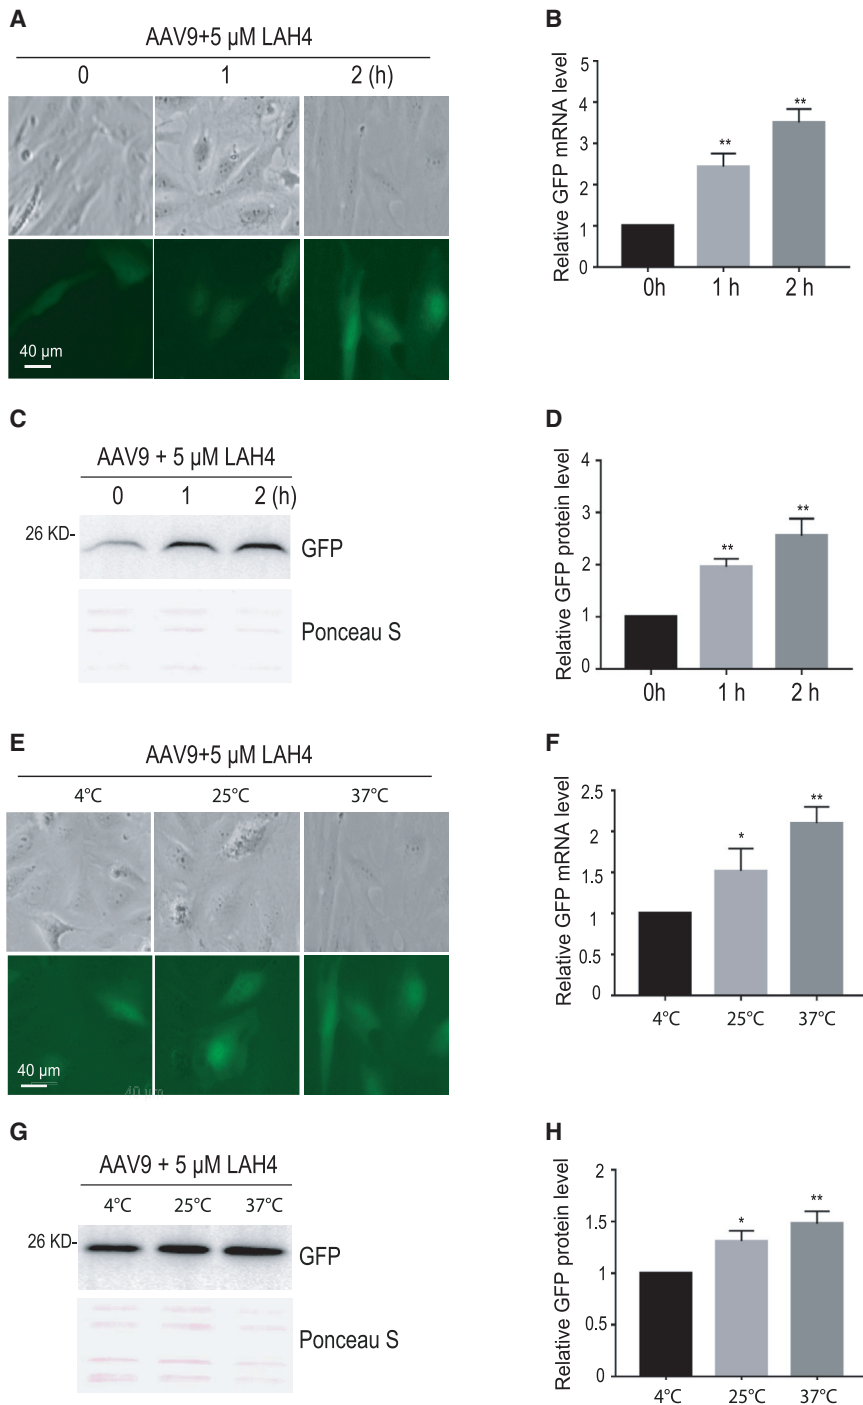 A
AAV9+5 µM LAH4
0 1 2 (h)
40 µm
B
Relative GFP mRNA level
5
4
3
2
1
0
**
**
0h 1 h 2 h
C
AAV9 + 5 µM LAH4
0 1 2 (h)
26 KD-
GFP
Ponceau S
D
Relative GFP protein level
4
3
2
1
0
**
**
0h 1 h 2 h
E
AAV9+5 µM LAH4
4°C 25°C 37°C
40 µm
40 µm
F
Relative GFP mRNA level
2.5
2
1.5
1
0.5
0
*
**
4°C 25°C 37°C
G
AAV9 + 5 µM LAH4
4°C 25°C 37°C
26 KD-
GFP
Ponceau S
H
Relative GFP protein level
2
1.5
1
0.5
0
*
**
4°C 25°C 37°C